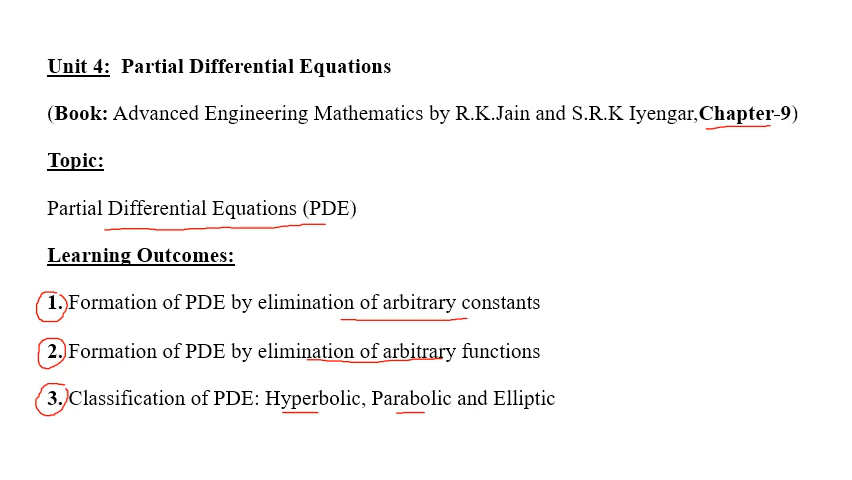 Unit 4: Partial Differential Equations
(Book: Advanced Engineering Mathematics by R.K.Jain and S.R.K Iyengar,Chapter-9)
Topic:
Partial Differential Equations (PDE)
Learning Outcomes:
1.Formation of PDE by elimination of arbitrary constants
2.Formation of PDE by elimination of arbitrary functions
3.Classification of PDE: Hyperbolic, Parabolic and Elliptic